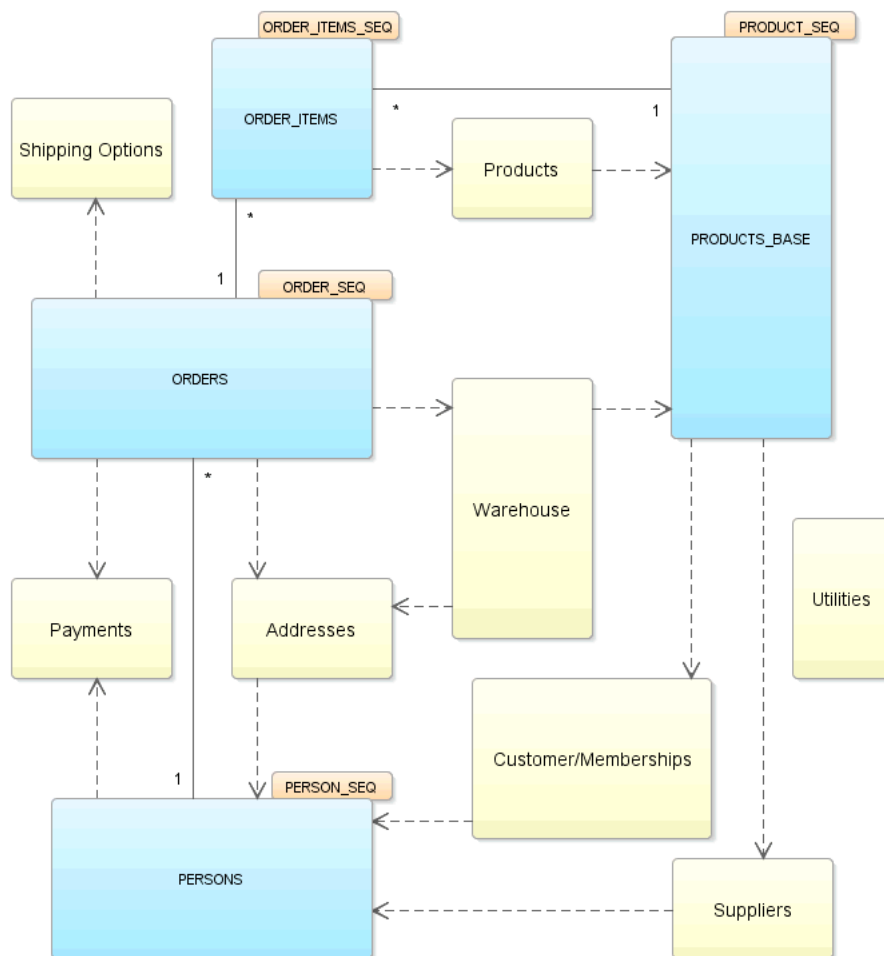 ORDER_ITEMS_SEQ
PRODUCT_SEQ
ORDER_ITEMS
*
1
Shipping Options
Products
*
PRODUCTS_BASE
1
ORDER_SEQ
ORDERS
*
Warehouse
Utilities
Payments
Addresses
Customer/Memberships
1
PERSON_SEQ
PERSONS
Suppliers